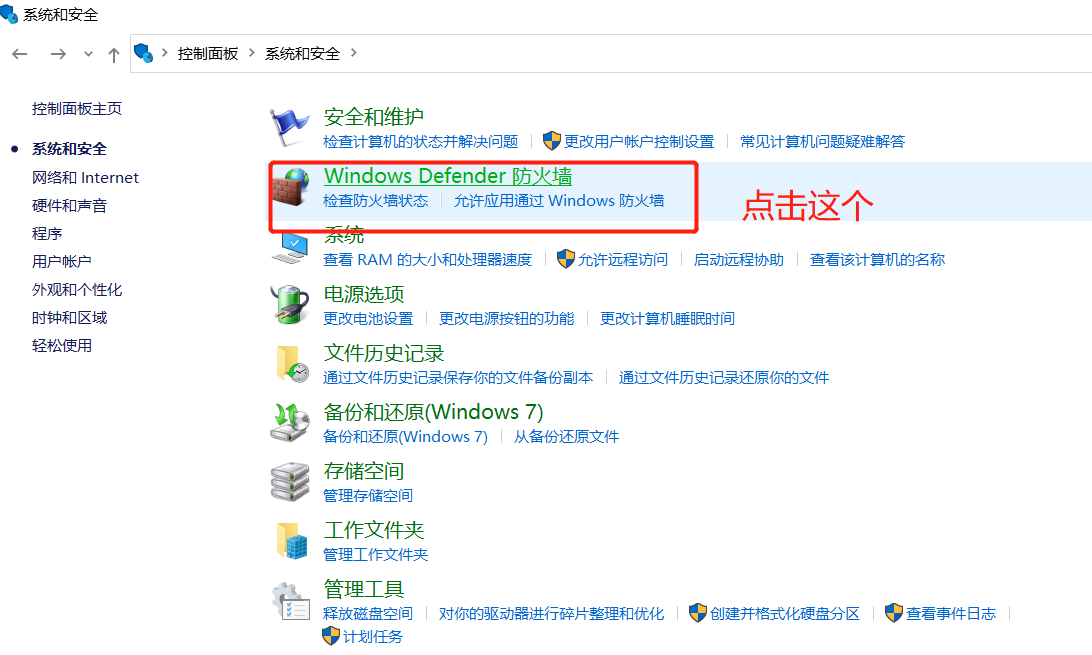 系统和安全
控制面板 系统和安全
控制面板主页
系统和安全
网络和 Internet
硬件和声音
程序
用户帐户
外观和个性化
时钟和区域
轻松使用
安全和维护
检查计算机的状态并解决问题 更改用户帐户控制设置 常见计算机问题疑难解答
Windows Defender 防火墙
检查防火墙状态 允许应用通过 Windows 防火墙
点击这个
系统
查看 RAM 的大小和处理器速度 允许远程访问 启动远程协助 查看该计算机的名称
电源选项
更改电池设置 更改电源按钮的功能 更改计算机睡眠时间
文件历史记录
通过文件历史记录保存你的文件备份副本 通过文件历史记录还原你的文件
备份和还原(Windows 7)
备份和还原(Windows 7) 从备份还原文件
存储空间
管理存储空间
工作文件夹
管理工作文件夹
管理工具
释放磁盘空间 对你的驱动器进行碎片整理和优化 创建并格式化硬盘分区 查看事件日志
计划任务